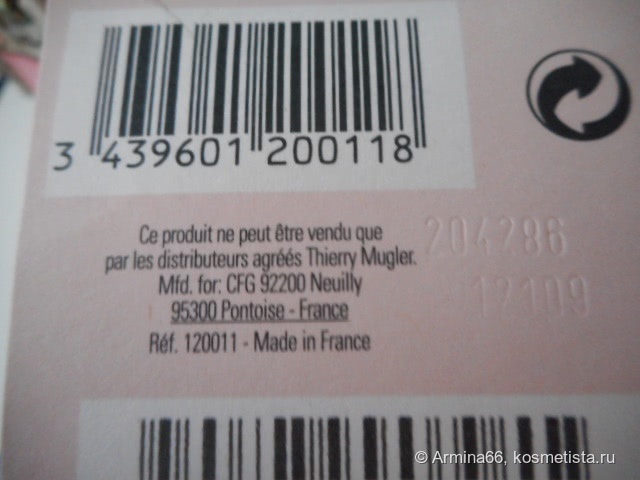 3 439601 200118
Ce produit ne peut être vendu que
par les distributeurs agréés Thierry Mugler.
Mfd. for: CFG 92200 Neuilly
95300 Pontoise - France
Réf. 120011 - Made in France
204286
12109
© Armina66, kosmetista.ru